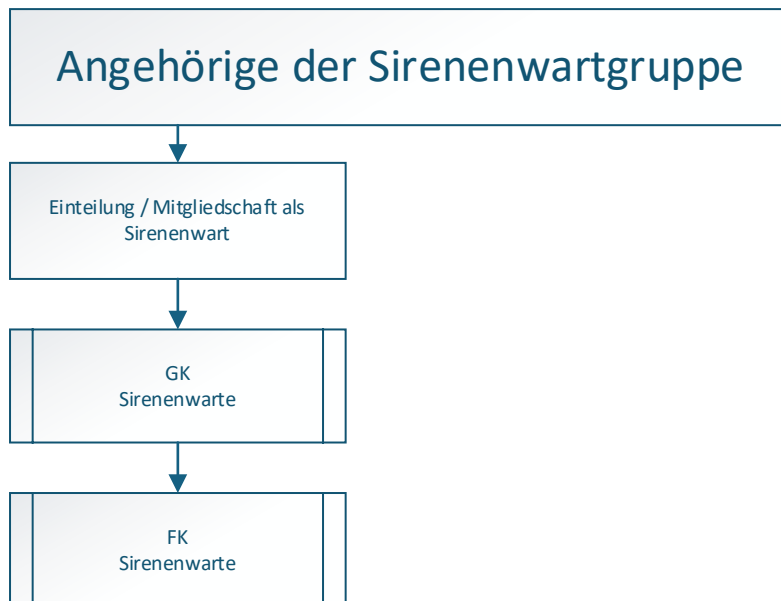 Angehörige der Sirenenwartgruppe
Einteilung / Mitgliedschaft als
Sirenenwart
GK
Sirenenwarte
FK
Sirenenwarte